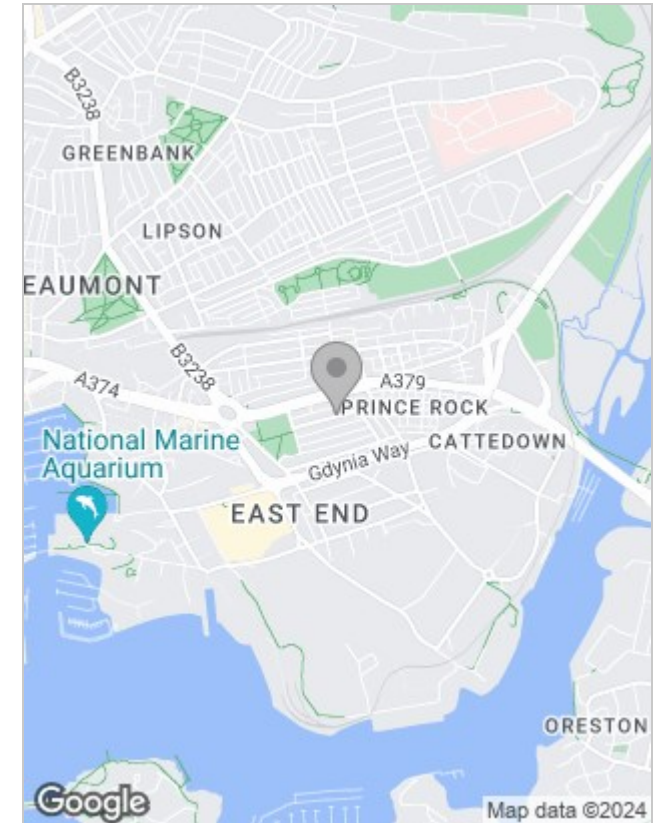 B3238
GREENBANK
LIPSON
EAUMONT
B3238
A374
A379
PRINCE ROCK
National Marine
Aquarium
CATTEDOWN
Gdynia Way
EAST END
ORESTON
Google
Map data ©2024